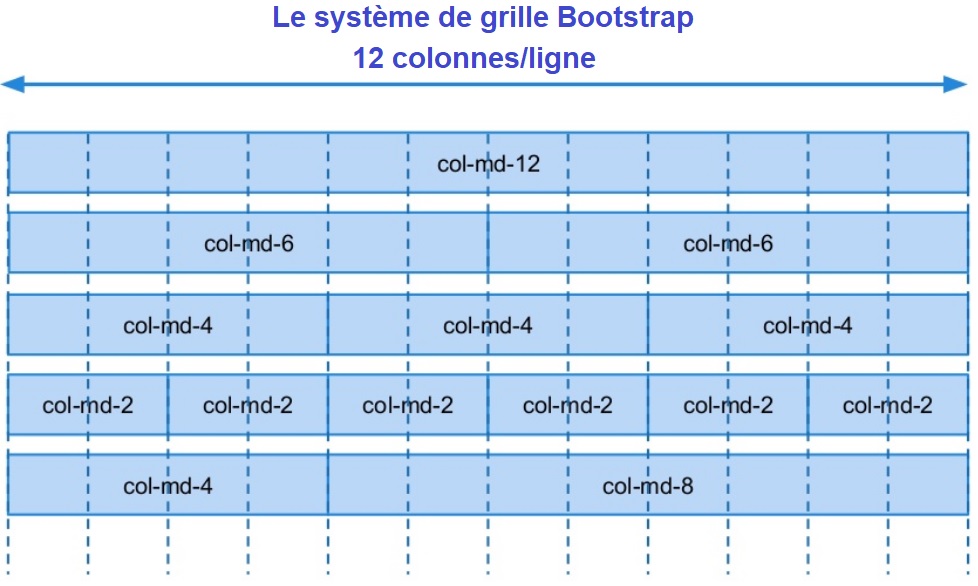 Le système de grille Bootstrap
12 colonnes/ligne
col-md-12
col-md-6 col-md-6
col-md-4 col-md-4 col-md-4
col-md-2 col-md-2 col-md-2 col-md-2 col-md-2 col-md-2
col-md-4 col-md-8